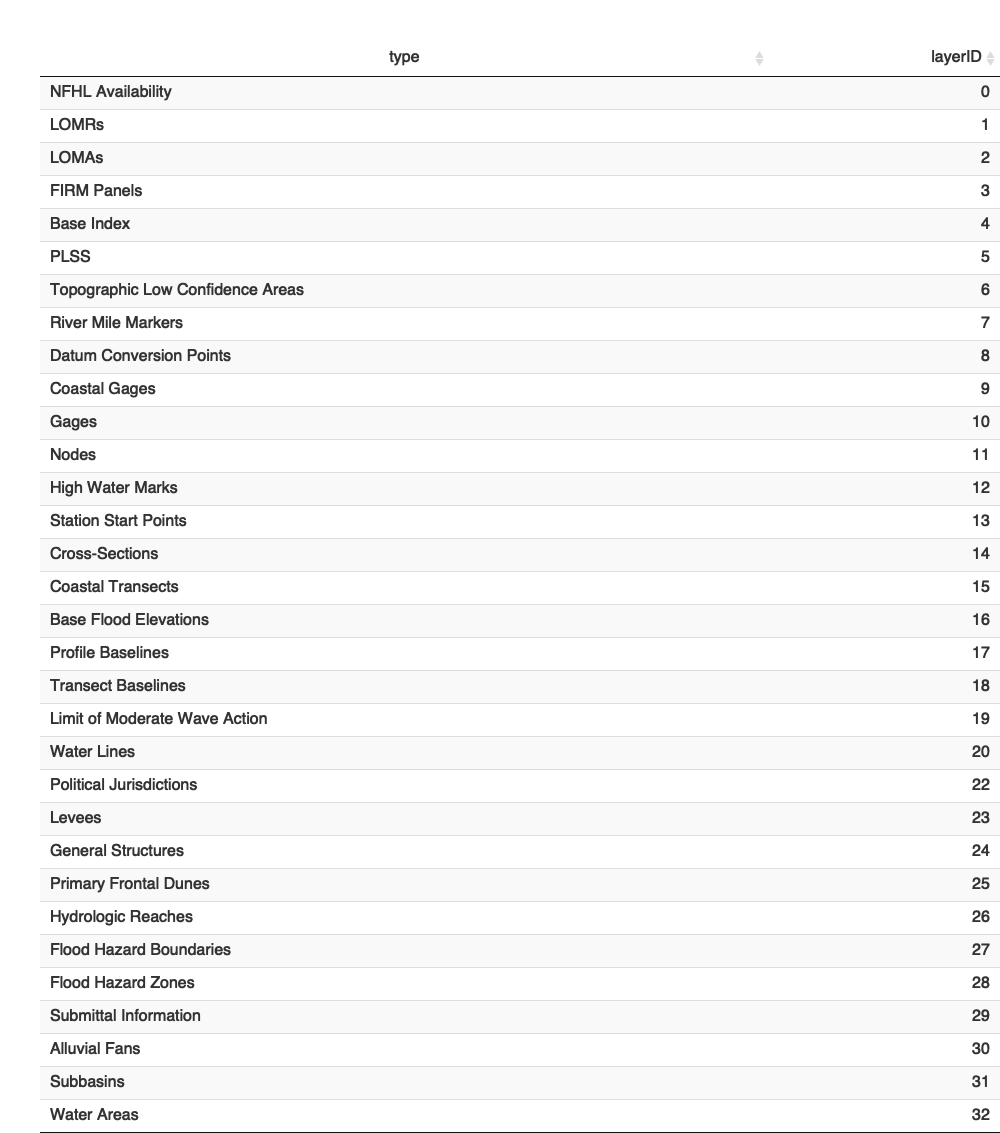 type layerID
NFHL Availability 0
LOMRs 1
LOMAs 2
FIRM Panels 3
Base Index 4
PLSS 5
Topographic Low Confidence Areas 6
River Mile Markers 7
Datum Conversion Points 8
Coastal Gages 9
Gages 10
Nodes 11
High Water Marks 12
Station Start Points 13
Cross-Sections 14
Coastal Transects 15
Base Flood Elevations 16
Profile Baselines 17
Transect Baselines 18
Limit of Moderate Wave Action 19
Water Lines 20
Political Jurisdictions 22
Levees 23
General Structures 24
Primary Frontal Dunes 25
Hydrologic Reaches 26
Flood Hazard Boundaries 27
Flood Hazard Zones 28
Submittal Information 29
Alluvial Fans 30
Subbasins 31
Water Areas 32